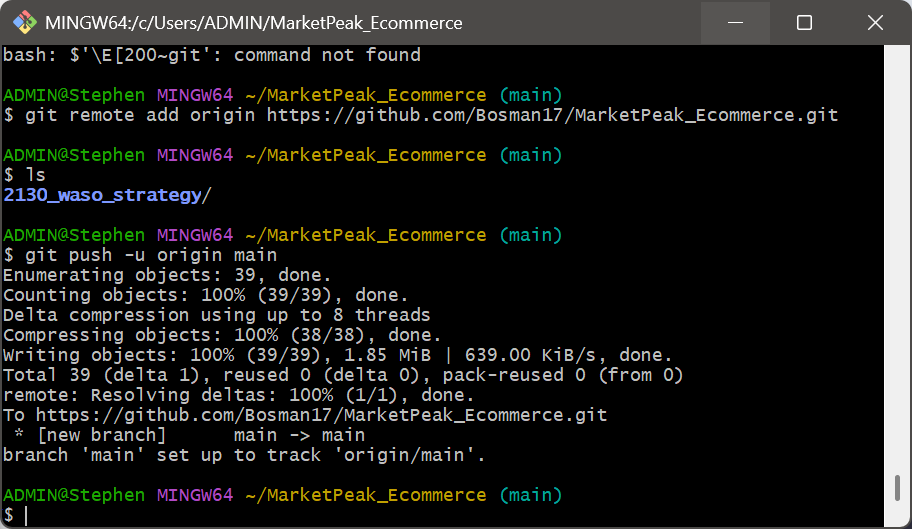 MINGW64:/c/Users/ADMIN/MarketPeak_Ecommerce
bash: $'\E[200~git': command not found
ADMIN@Stephen MINGW64 ~/MarketPeak_Ecommerce (main)
$ git remote add origin https://github.com/Bosman17/MarketPeak_Ecommerce.git
ADMIN@Stephen MINGW64 ~/MarketPeak_Ecommerce (main)
$ ls
2130_waso_strategy/
ADMIN@Stephen MINGW64 ~/MarketPeak_Ecommerce (main)
$ git push -u origin main
Enumerating objects: 39, done.
Counting objects: 100% (39/39), done.
Delta compression using up to 8 threads
Compressing objects: 100% (38/38), done.
Writing objects: 100% (39/39), 1.85 MiB | 639.00 KiB/s, done.
Total 39 (delta 1), reused 0 (delta 0), pack-reused 0 (from 0)
remote: Resolving deltas: 100% (1/1), done.
To https://github.com/Bosman17/MarketPeak_Ecommerce.git
 * [new branch]      main -> main
branch 'main' set up to track 'origin/main'.
ADMIN@Stephen MINGW64 ~/MarketPeak_Ecommerce (main)
$